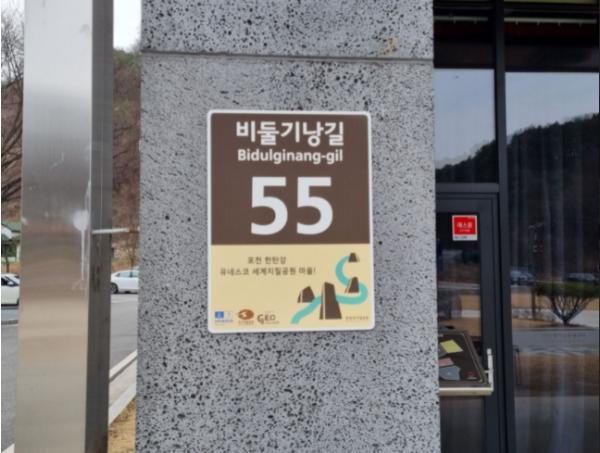 비둘기낭길
Bidulginang-gil
55
포천 한탄강
유네스코 세계지질공원 마을!
GEO